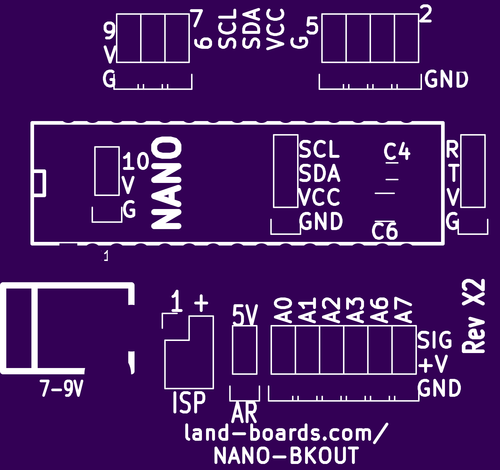 9
V
G
7
6
SCL
SDA
VCC
G
5
2
GND
10
V
G
NANO
SCL
SDA
VCC
GND
C4
C6
R
T
V
G
1
7-9V
1 +
ISP
5V
AR
A0
A1
A2
A3
A6
A7
SIG
+V
GND
Rev X2
land-boards.com/
NANO-BKOUT